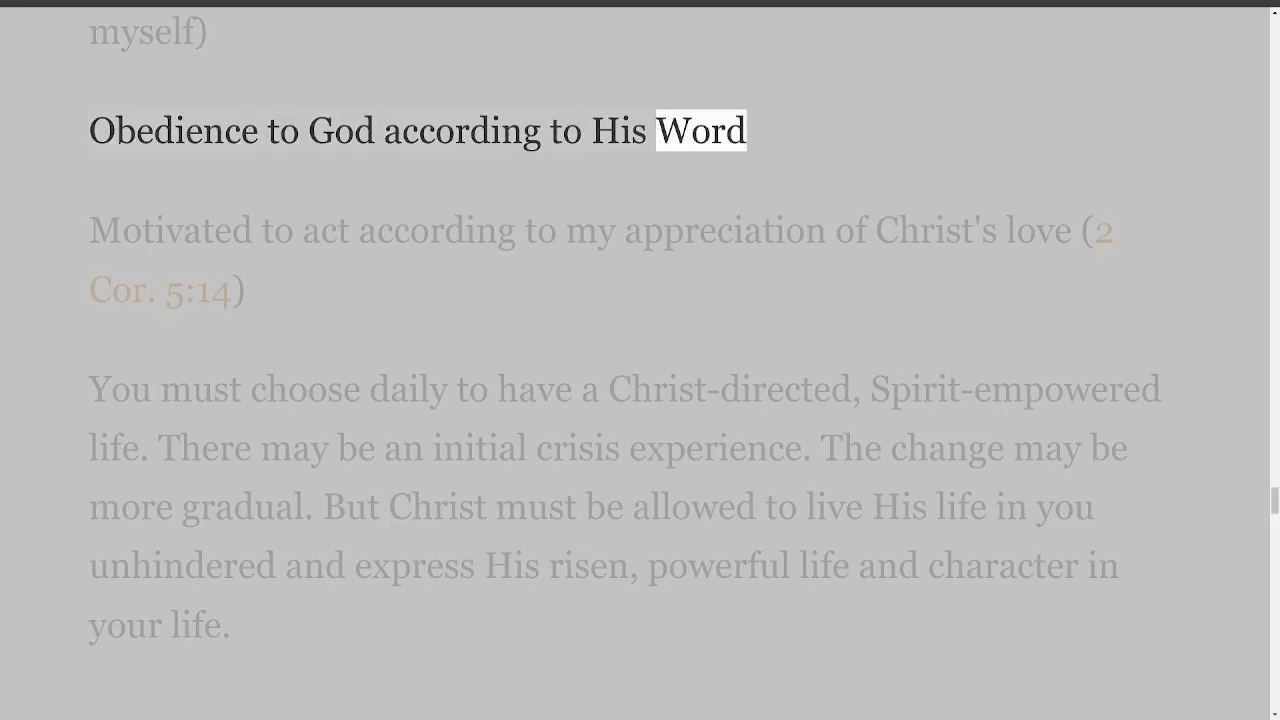 myself)
Obedience to God according to His Word
Motivated to act according to my appreciation of Christ's love (2
Cor. 5:14)
You must choose daily to have a Christ-directed, Spirit-empowered
life. There may be an initial crisis experience. The change may be
more gradual. But Christ must be allowed to live His life in you
unhindered and express His risen, powerful life and character in
your life.